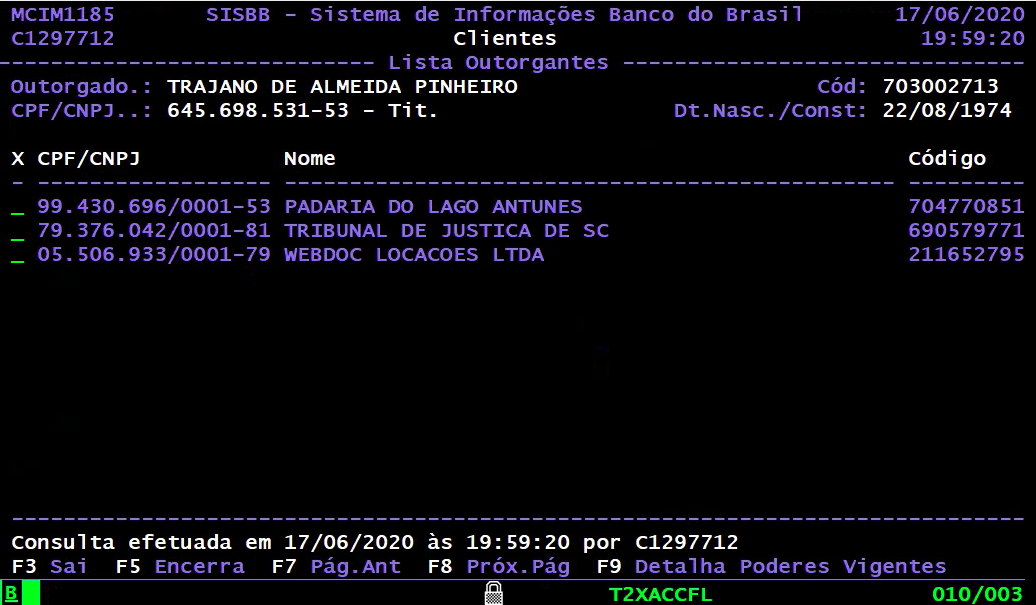 MCIM1185 SISBB - Sistema de Informações Banco do Brasil 17/06/2020
C1297712 Clientes 19:59:20
----------------------------- Lista Outorgantes -------------------------------
Outorgado.: TRAJANO DE ALMEIDA PINHEIRO Cód: 703002713
CPF/CNPJ..: 645.698.531-53 - Tit. Dt.Nasc./Const: 22/08/1974
X CPF/CNPJ Nome Código
- ------------------ ----------------------------------------------- ---------
_ 99.430.696/0001-53 PADARIA DO LAGO ANTUNES 704770851
_ 79.376.042/0001-81 TRIBUNAL DE JUSTICA DE SC 690579771
_ 05.506.933/0001-79 WEBDOC LOCACOES LTDA 211652795
------------------------------------------------------------------------------
Consulta efetuada em 17/06/2020 às 19:59:20 por C1297712
F3 Sai F5 Encerra F7 Pág.Ant F8 Próx.Pág F9 Detalha Poderes Vigentes
B T2XACCFL 010/003